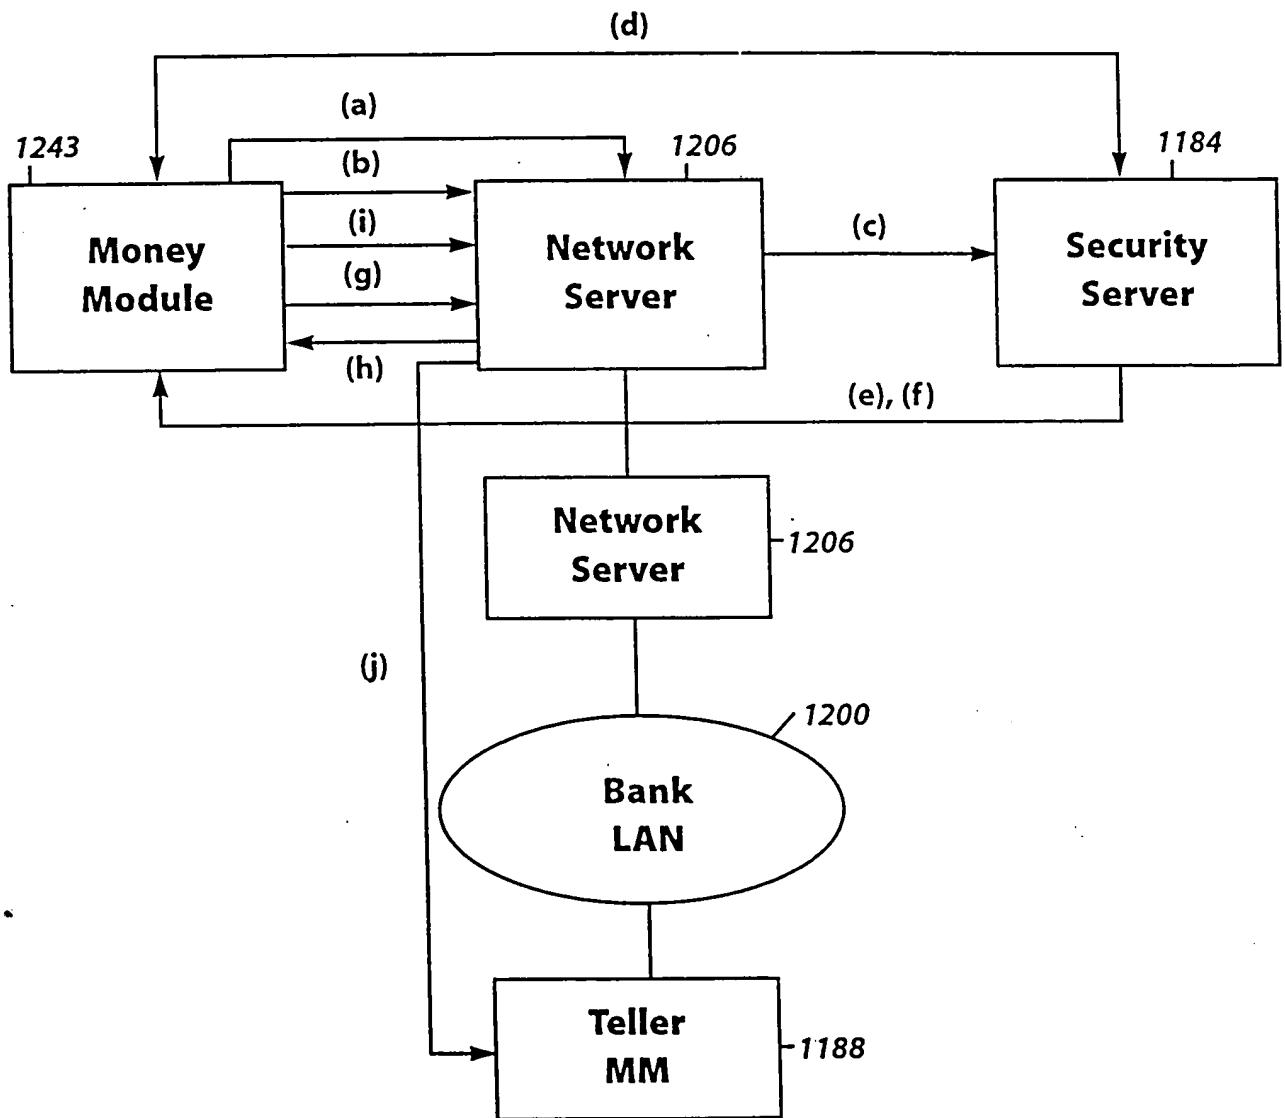 (d)
(a)
1243
1206
1184
(b)
(i)
(c)
Money
Module
Network
Server
Security
Server
(g)
(h)
(e), (f)
Network
Server
1206
(j)
1200
Bank
LAN
Teller
MM
1188